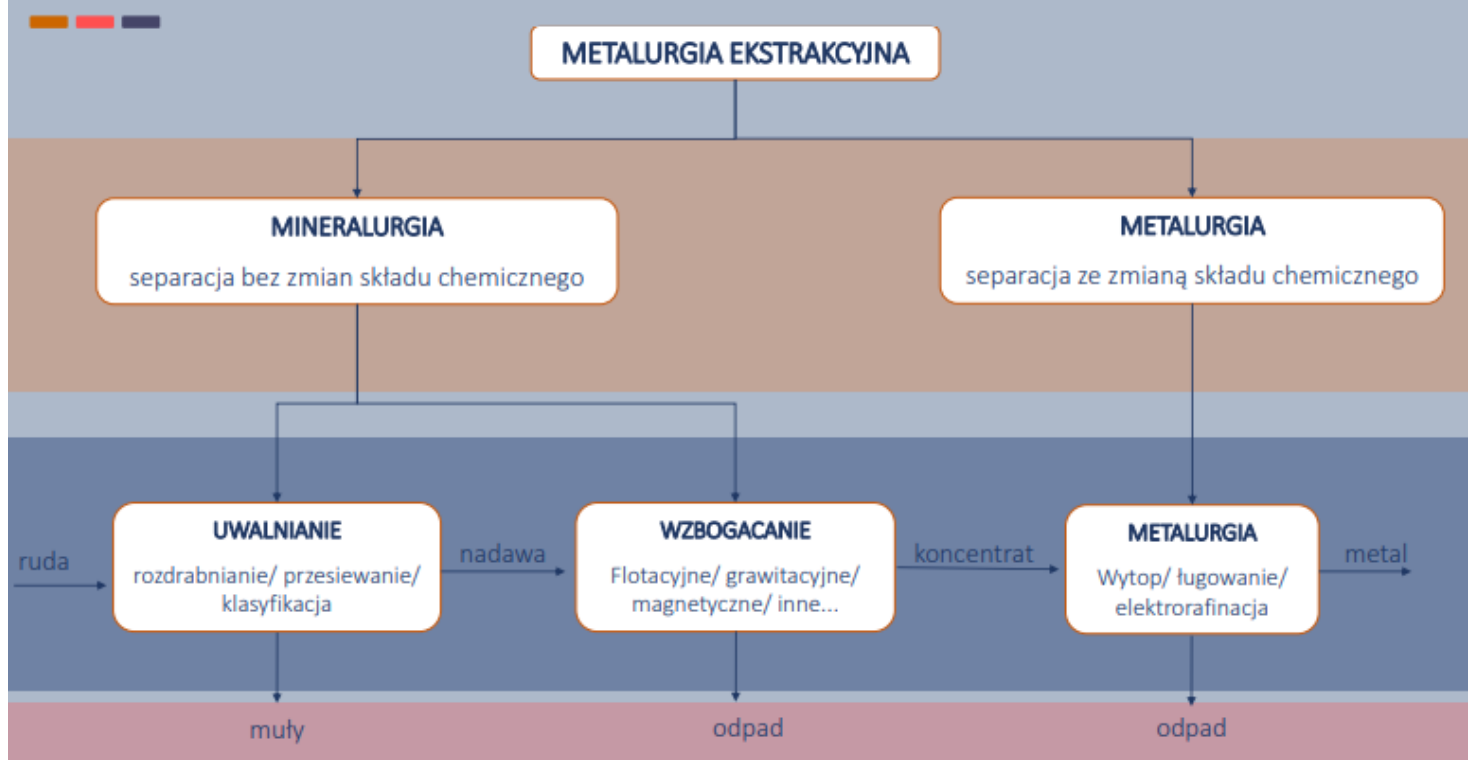 METALURGIA EKSTRAKCYJNA
MINERALURGIA
separacja bez zmian składu chemicznego
METALURGIA
separacja ze zmianą składu chemicznego
ruda
UWALNIANIE
rozdrabnianie/ przesiewanie/
klasyfikacja
nadawa
WZBOGACANIE
Flotacyjne/ grawitacyjne/
magnetyczne/ inne...
koncentrat
METALURGIA
Wytop/ ługowanie/
elektrorafinacja
metal
muły
odpad
odpad